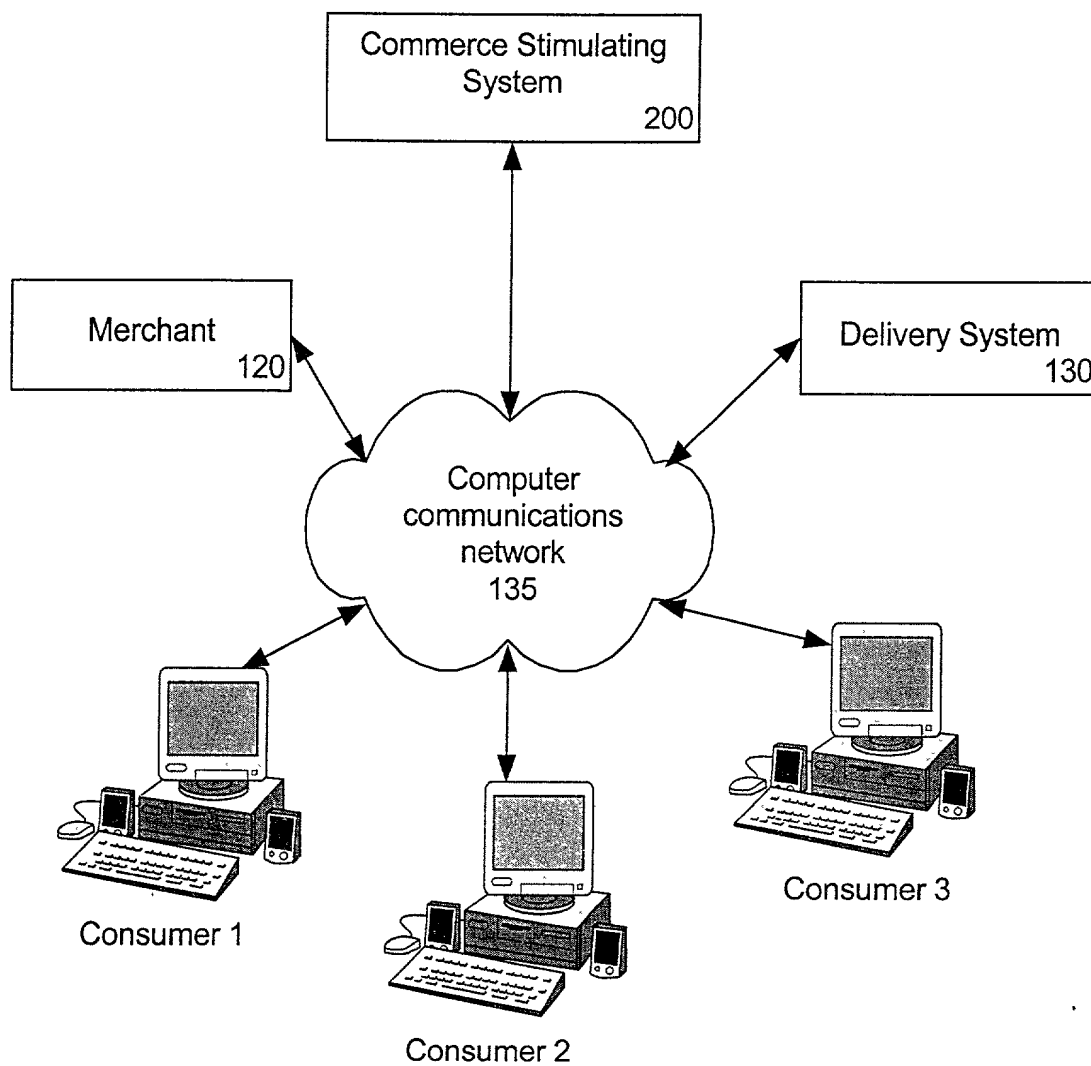 Commerce Stimulating
System
200
Merchant
120
Delivery System
130
Computer
communications
network
135
Consumer 1
Consumer 2
Consumer 3